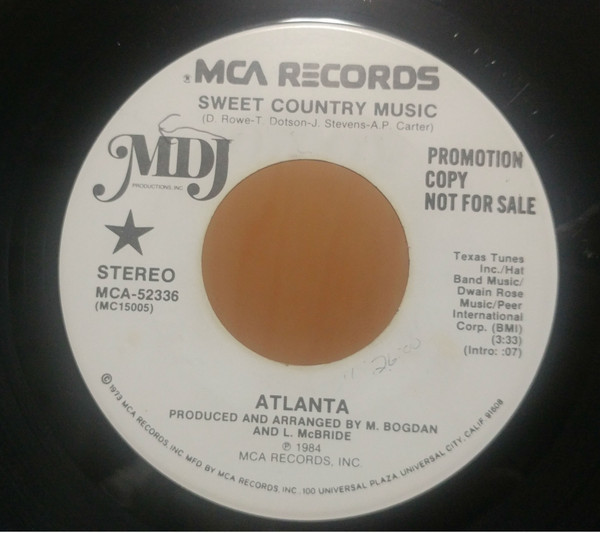 MCA RECORDS
SWEET COUNTRY MUSIC
(D. Rowe-T. Dotson-J. Stevens-A.P. Carter)
MDJ
PRODUCTIONS, INC.
PROMOTION
COPY
NOT FOR SALE
STEREO
MCA-52336
(MC15005)
Texas Tunes
Inc./Hat
Band Music/
Dwain Rose
Music/Peer
International
Corp. (BMI)
(3:33)
(Intro: :07)
ATLANTA
PRODUCED AND ARRANGED BY M. BOGDAN
AND L. McBRIDE
℗ 1984
MCA RECORDS, INC.
© 1973 MCA RECORDS, INC. MFD. BY MCA RECORDS, INC. 100 UNIVERSAL PLAZA, UNIVERSAL CITY, CALIF. 91608